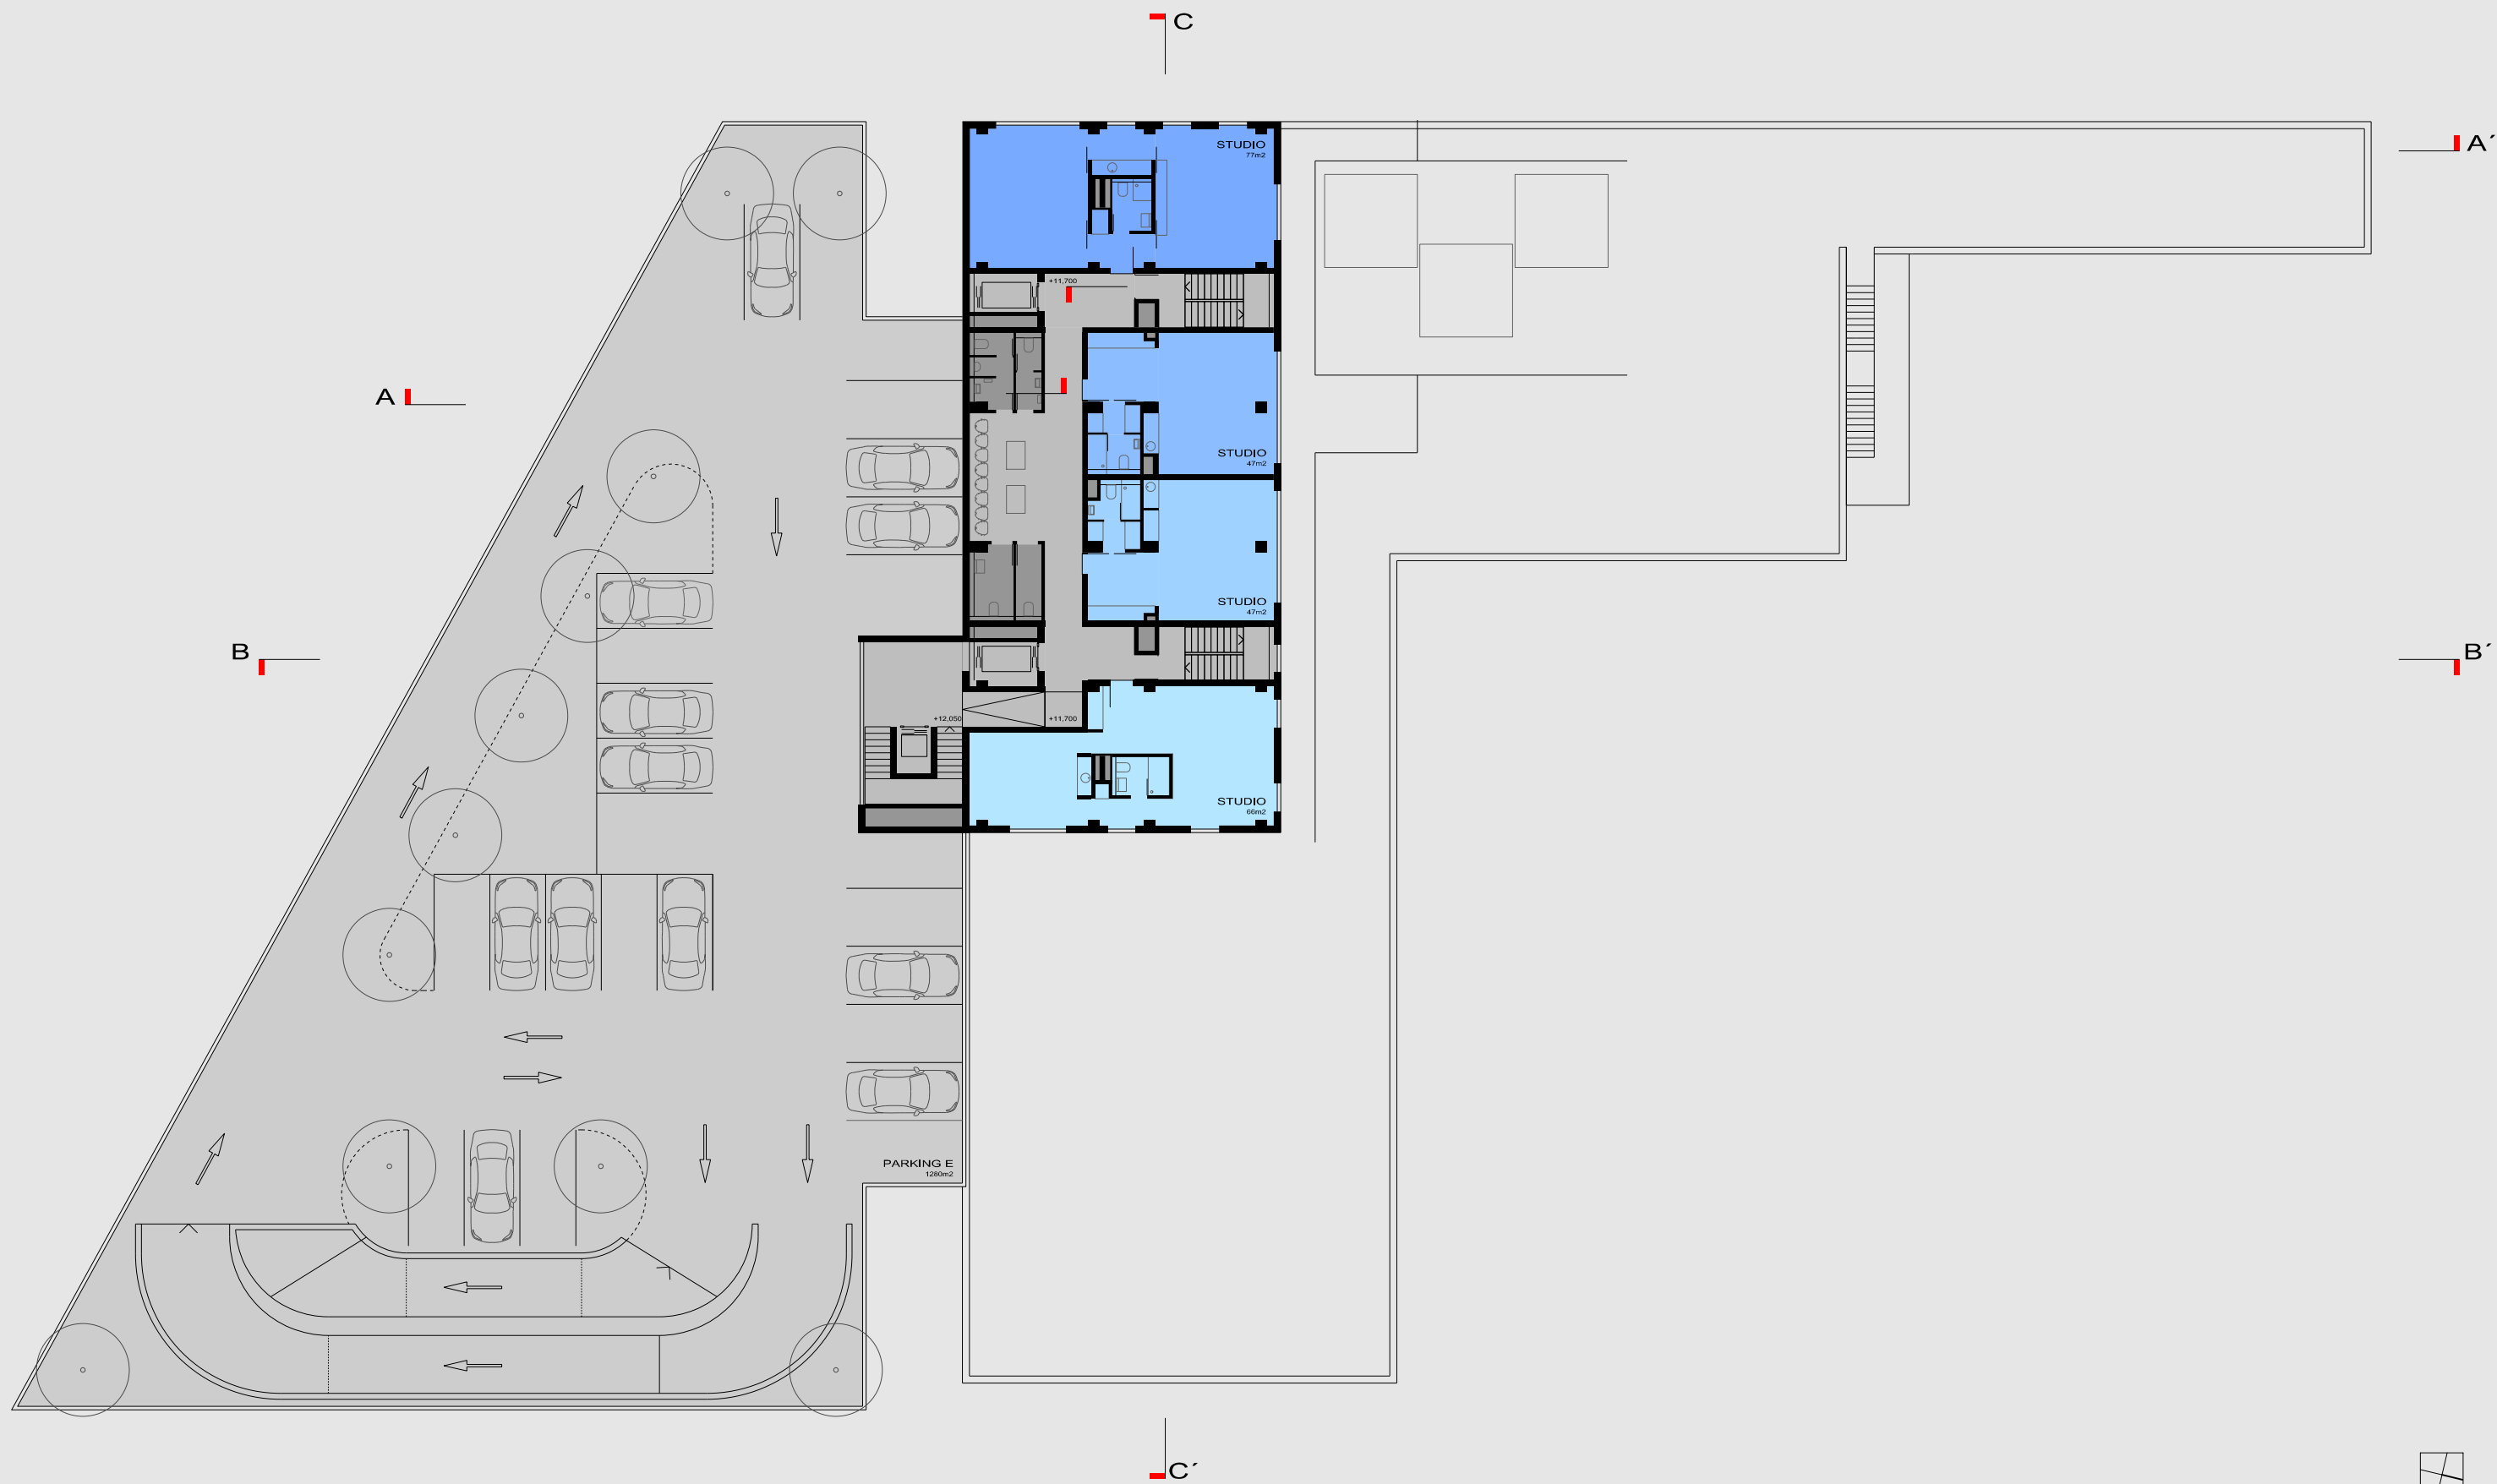 C
A´
STUDIO
77m2
+11,700
A
STUDIO
47m2
STUDIO
47m2
B
B´
+12,050
+11,700
STUDIO
66m2
PARKING E
1280m2
C´